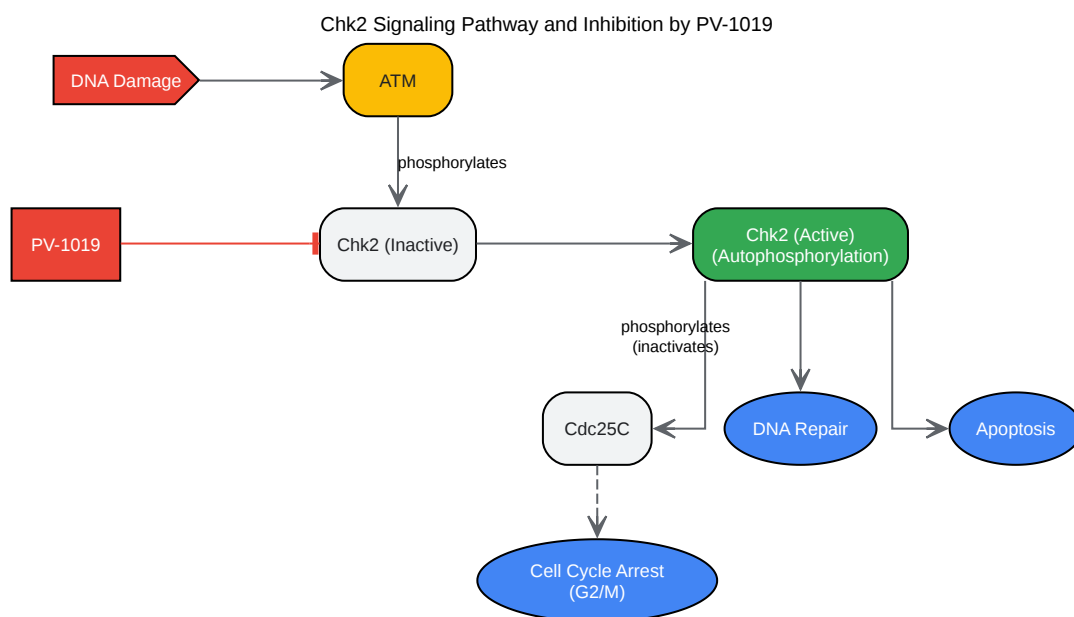 Chk2 Signaling Pathway and Inhibition by PV-1019
DNA Damage
ATM
phosphorylates
PV-1019
Chk2 (Inactive)
Chk2 (Active)
(Autophosphorylation)
phosphorylates
(inactivates)
Cdc25C
DNA Repair
Apoptosis
Cell Cycle Arrest
(G2/M)